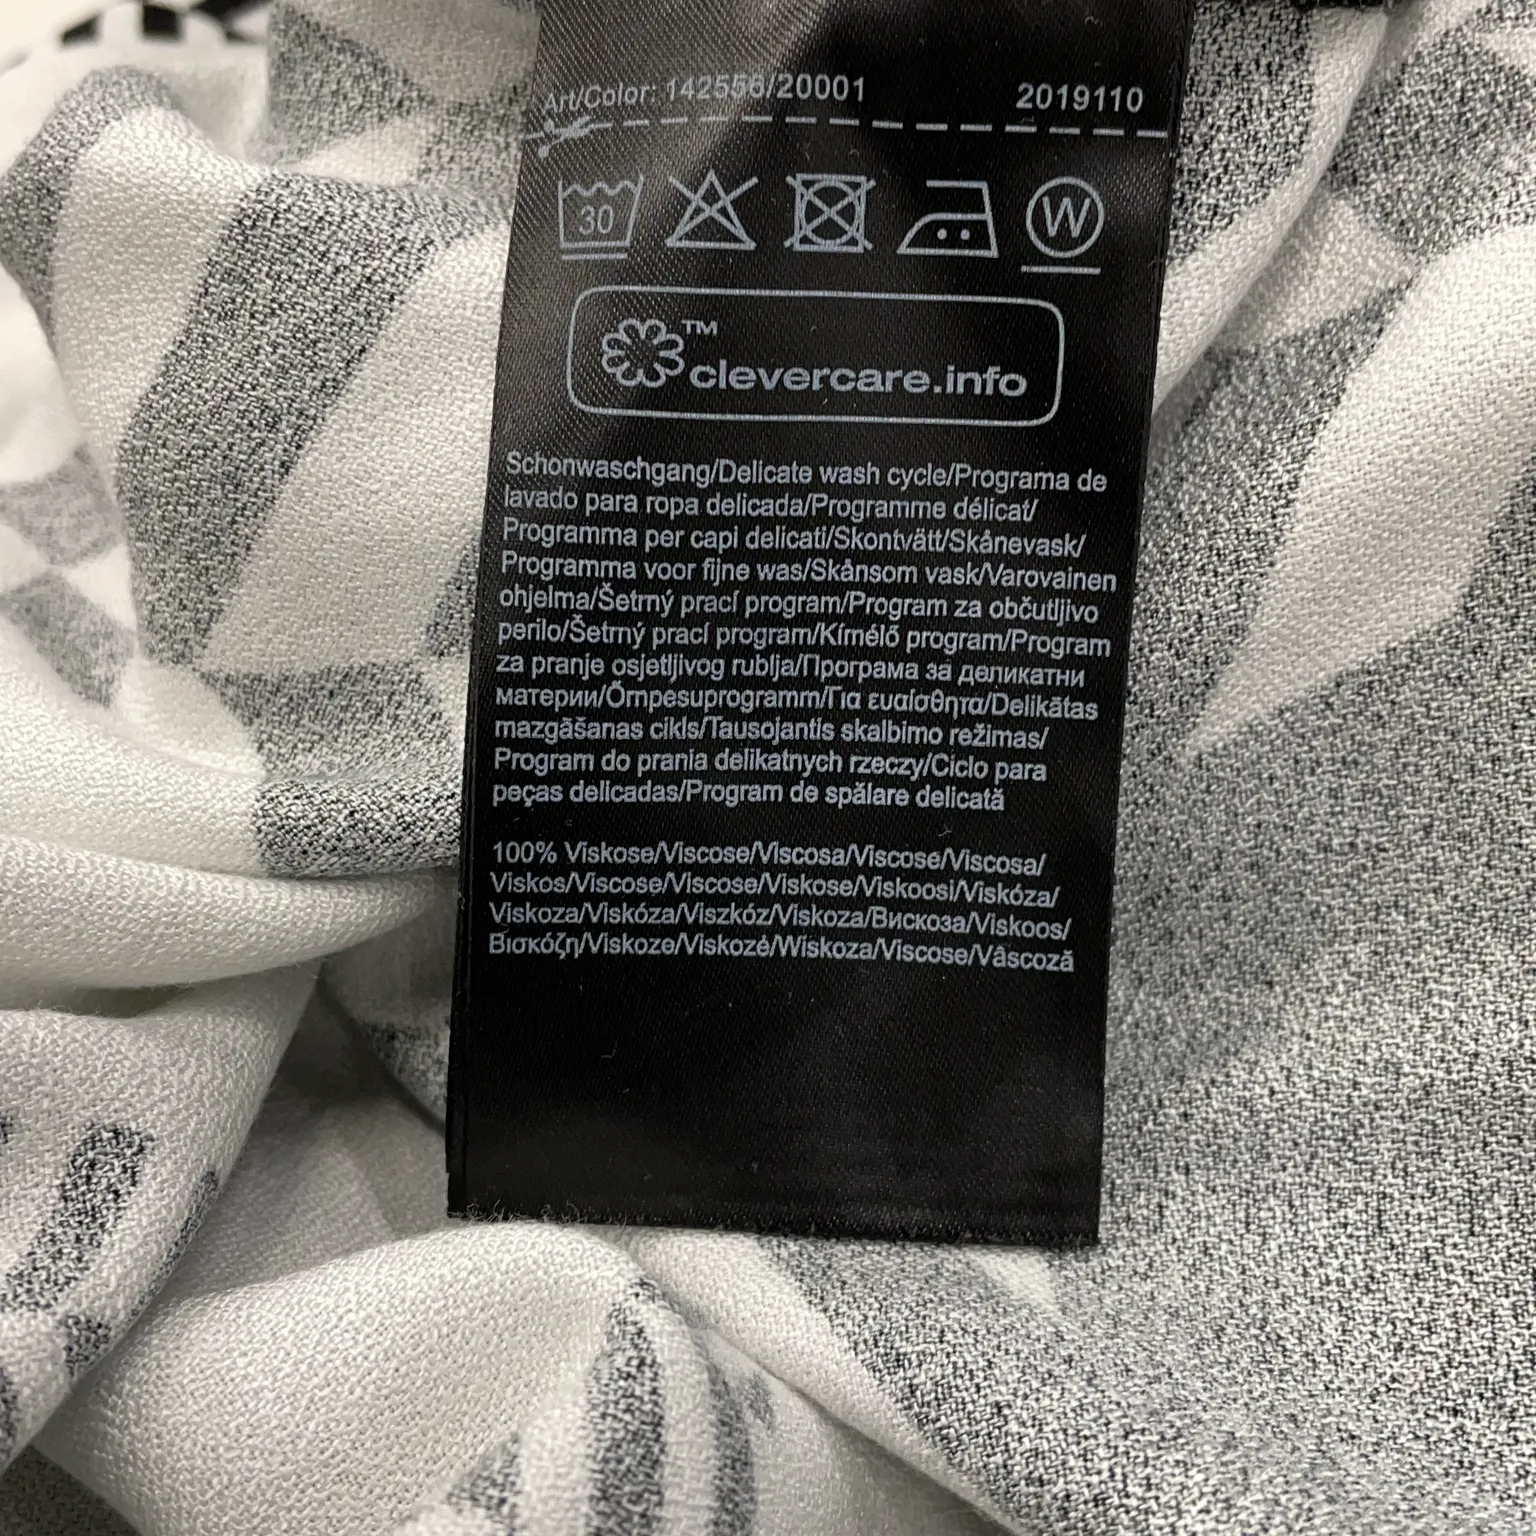 Art/Color: 142556/20001 2019110
30 W
™
clevercare.info
Schonwaschgang/Delicate wash cycle/Programa de
lavado para ropa delicada/Programme délicat/
Programma per capi delicati/Skontvätt/Skånevask/
Programma voor fijne was/Skånsom vask/Varovainen
ohjelma/Šetrný prací program/Program za občutljivo
perilo/Šetrný prací program/Kímélő program/Program
za pranje osjetljivog rublja/Програма за деликатни
материи/Õrnpesuprogramm/Για ευαίσθητα/Delikātas
mazgāšanas cikls/Tausojantis skalbimo režimas/
Program do prania delikatnych rzeczy/Ciclo para
peças delicadas/Program de spălare delicată
100% Viskose/Viscose/Viscosa/Viscose/Viscosa/
Viskos/Viscose/Viscose/Viskose/Viskoosi/Viskóza/
Viskoza/Viskóza/Viszkóz/Viskoza/Вискоза/Viskoos/
Βισκόζη/Viskoze/Viskozė/Wiskoza/Viscose/Vâscoză